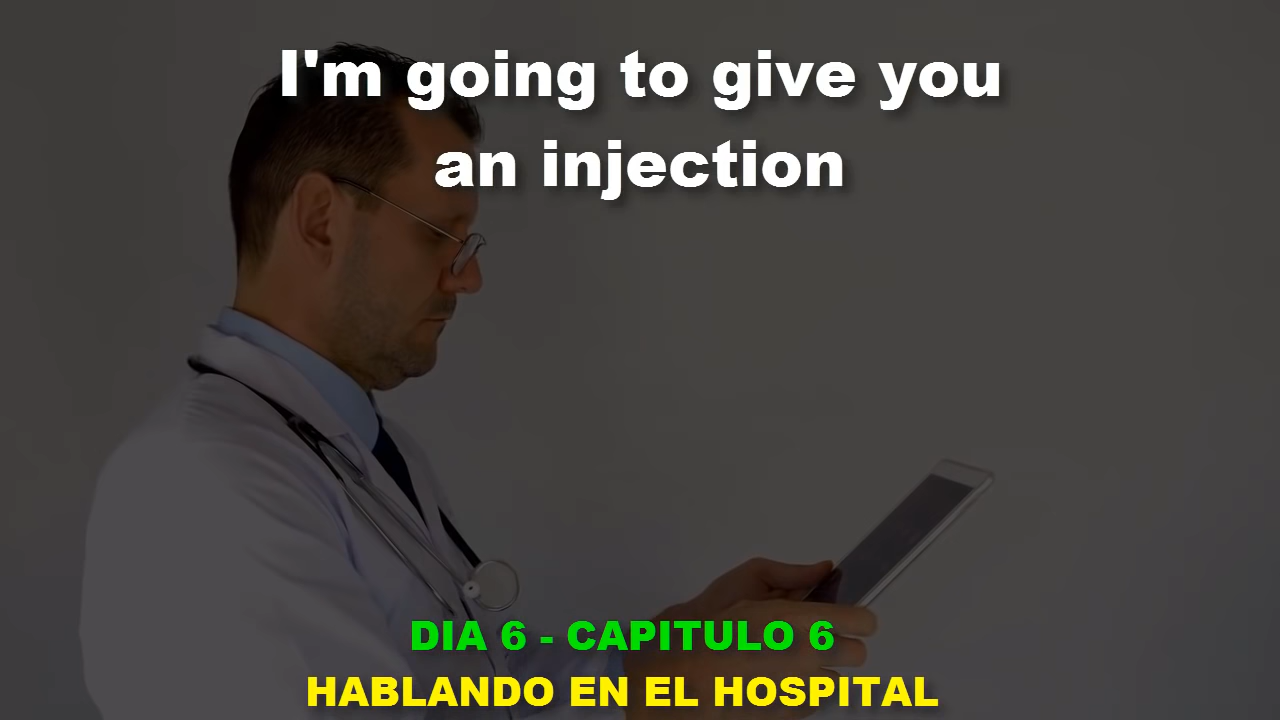 I'm going to give you
an injection
DIA 6 - CAPITULO 6
HABLANDO EN EL HOSPITAL